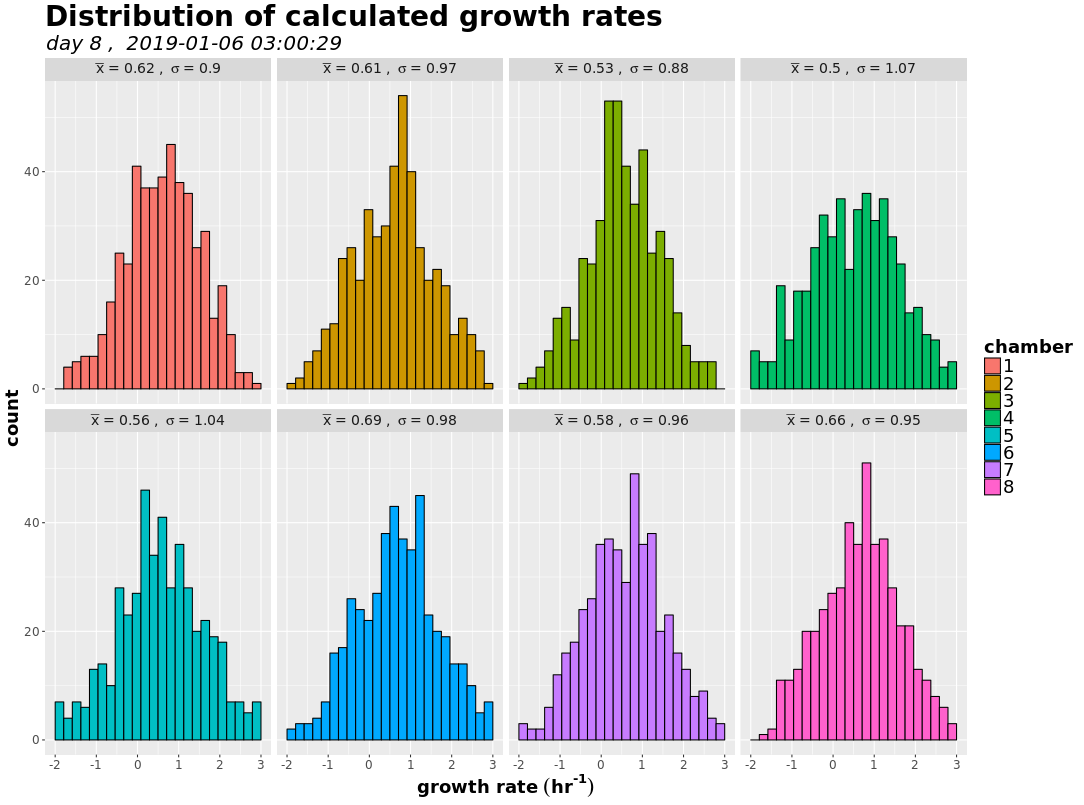 Distribution of calculated growth rates
day 8 ,  2019-01-06 03:00:29
x̅ = 0.62 ,  σ = 0.9
x̅ = 0.61 ,  σ = 0.97
x̅ = 0.53 ,  σ = 0.88
x̅ = 0.5 ,  σ = 1.07
40
20
0
x̅ = 0.56 ,  σ = 1.04
x̅ = 0.69 ,  σ = 0.98
x̅ = 0.58 ,  σ = 0.96
x̅ = 0.66 ,  σ = 0.95
40
20
0
-2 -1 0 1 2 3
-2 -1 0 1 2 3
-2 -1 0 1 2 3
-2 -1 0 1 2 3
growth rate (hr⁻¹)
count
chamber
1
2
3
4
5
6
7
8